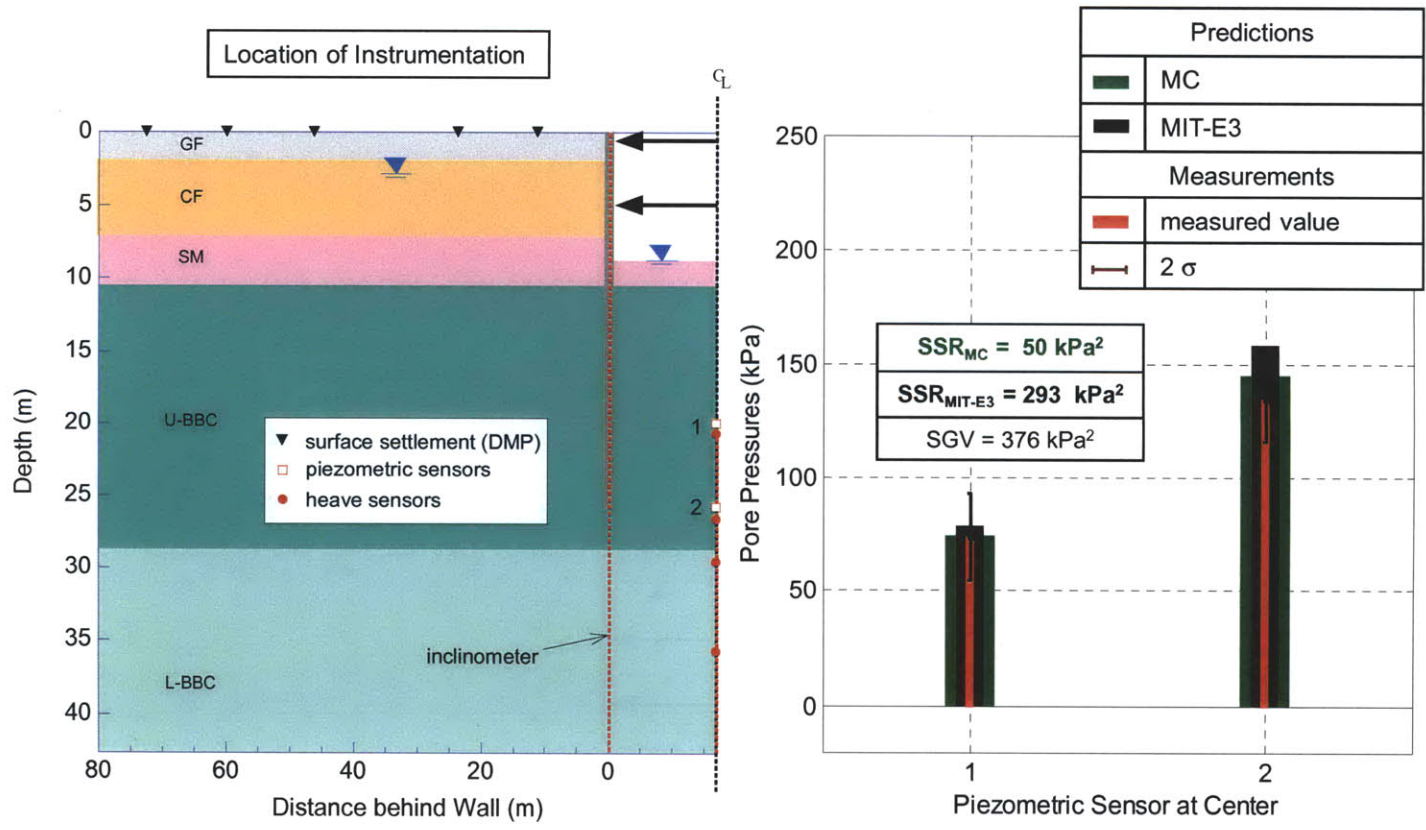 Location of Instrumentation
C
L
0
5
10
15
20
25
30
35
40
Depth (m)
GF
CF
SM
U-BBC
L-BBC
▼ surface settlement (DMP)
□ piezometric sensors
● heave sensors
1
2
inclinometer
80
60
40
20
0
Distance behind Wall (m)
Predictions
MC
MIT-E3
Measurements
measured value
2 σ
250
200
150
100
50
0
Pore Pressures (kPa)
SSR_MC = 50 kPa²
SSR_MIT-E3 = 293 kPa²
SGV = 376 kPa²
1
2
Piezometric Sensor at Center